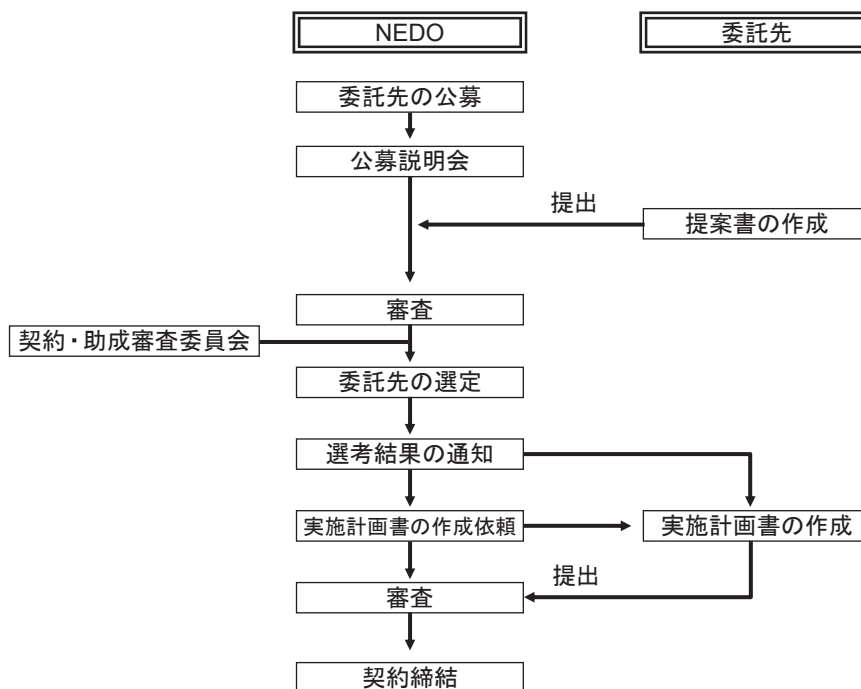 NEDO
委託先
委託先の公募
公募説明会
提出
提案書の作成
審査
契約・助成審査委員会
委託先の選定
選考結果の通知
実施計画書の作成依頼
実施計画書の作成
提出
審査
契約締結